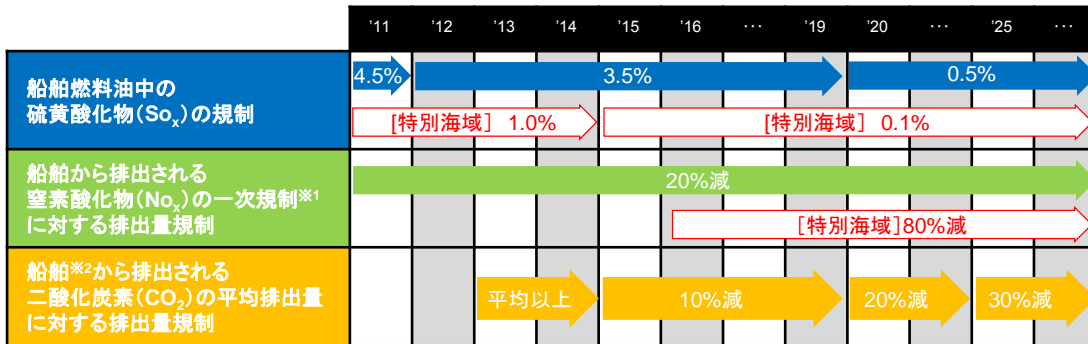 '11 '12 '13 '14 '15 '16 ‥‥ '19 '20 ‥‥ '25 ‥‥
船舶燃料油中の
硫黄酸化物(Soₓ)の規制
4.5% 3.5% 0.5%
[特別海域] 1.0% [特別海域] 0.1%
船舶から排出される
窒素酸化物(Noₓ)の一次規制※1
に対する排出量規制
20%減
[特別海域]80%減
船舶※2から排出される
二酸化炭素(CO₂)の平均排出量
に対する排出量規制
平均以上 10%減 20%減 30%減